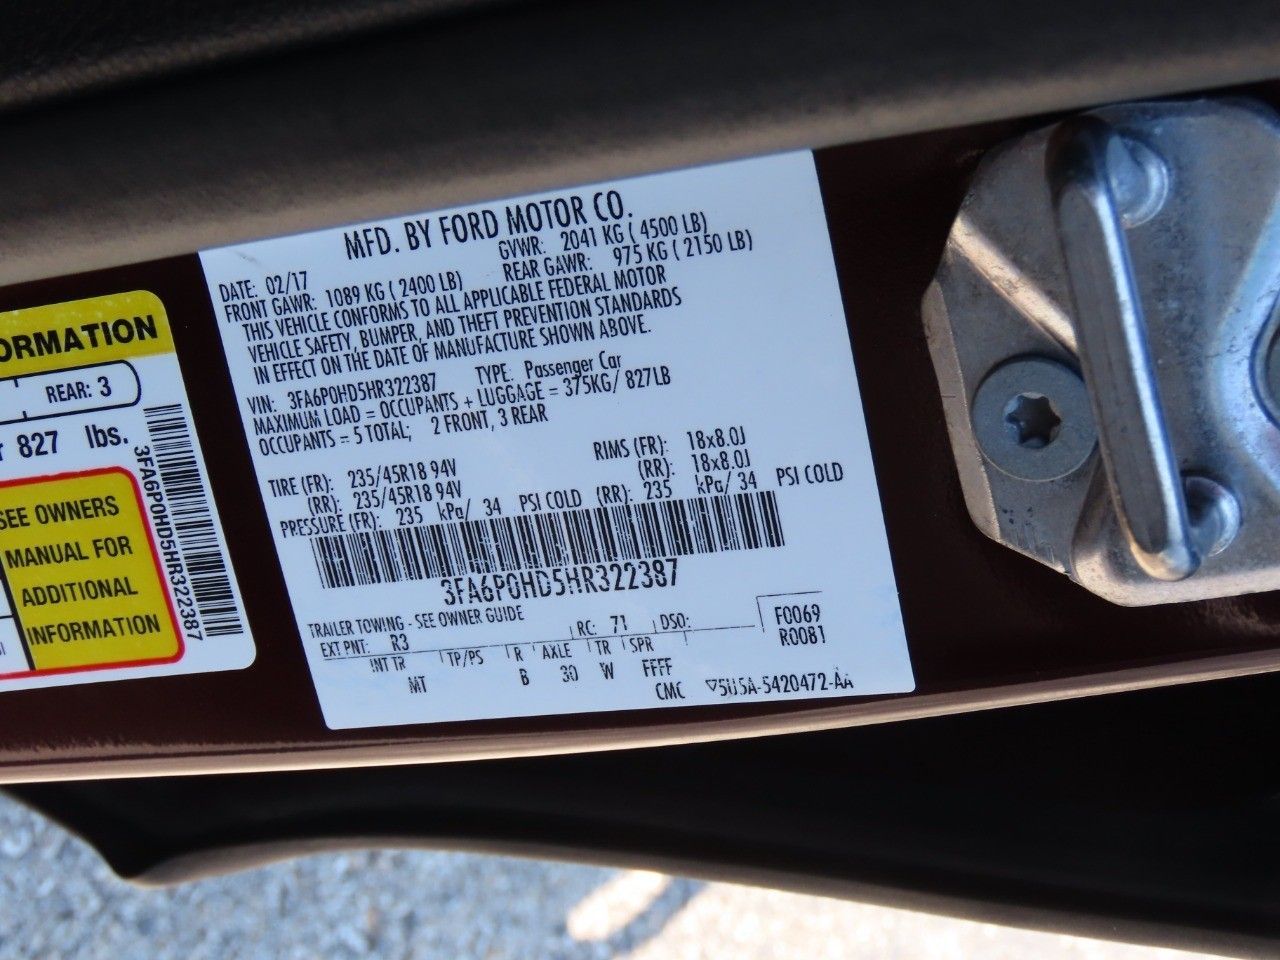 MFD. BY FORD MOTOR CO.
DATE: 02/17 GVWR: 2041 KG ( 4500 LB)
FRONT GAWR: 1089 KG ( 2400 LB) REAR GAWR: 975 KG ( 2150 LB)
THIS VEHICLE CONFORMS TO ALL APPLICABLE FEDERAL MOTOR
VEHICLE SAFETY, BUMPER, AND THEFT PREVENTION STANDARDS
IN EFFECT ON THE DATE OF MANUFACTURE SHOWN ABOVE.
VIN: 3FA6P0HD5HR322387 TYPE: Passenger Car
MAXIMUM LOAD = OCCUPANTS + LUGGAGE = 375KG/ 827LB
OCCUPANTS = 5 TOTAL; 2 FRONT, 3 REAR
TIRE (FR): 235/45R18 94V RIMS (FR): 18x8.0J
(RR): 235/45R18 94V (RR): 18x8.0J
PRESSURE (FR): 235 kPa/ 34 PSI COLD (RR): 235 kPa/ 34 PSI COLD
3FA6P0HD5HR322387
TRAILER TOWING - SEE OWNER GUIDE
EXT PNT: R3 RC: 71 DSO: F0069
R0081
INT TR TP/PS R AXLE TR SPR
MT B 30 W FFFF
CMC ▽5U5A-5420472-AA
ORMATION
REAR: 3
r 827 lbs.
3FA6P0HD5HR322387
SEE OWNERS
MANUAL FOR
ADDITIONAL
INFORMATION